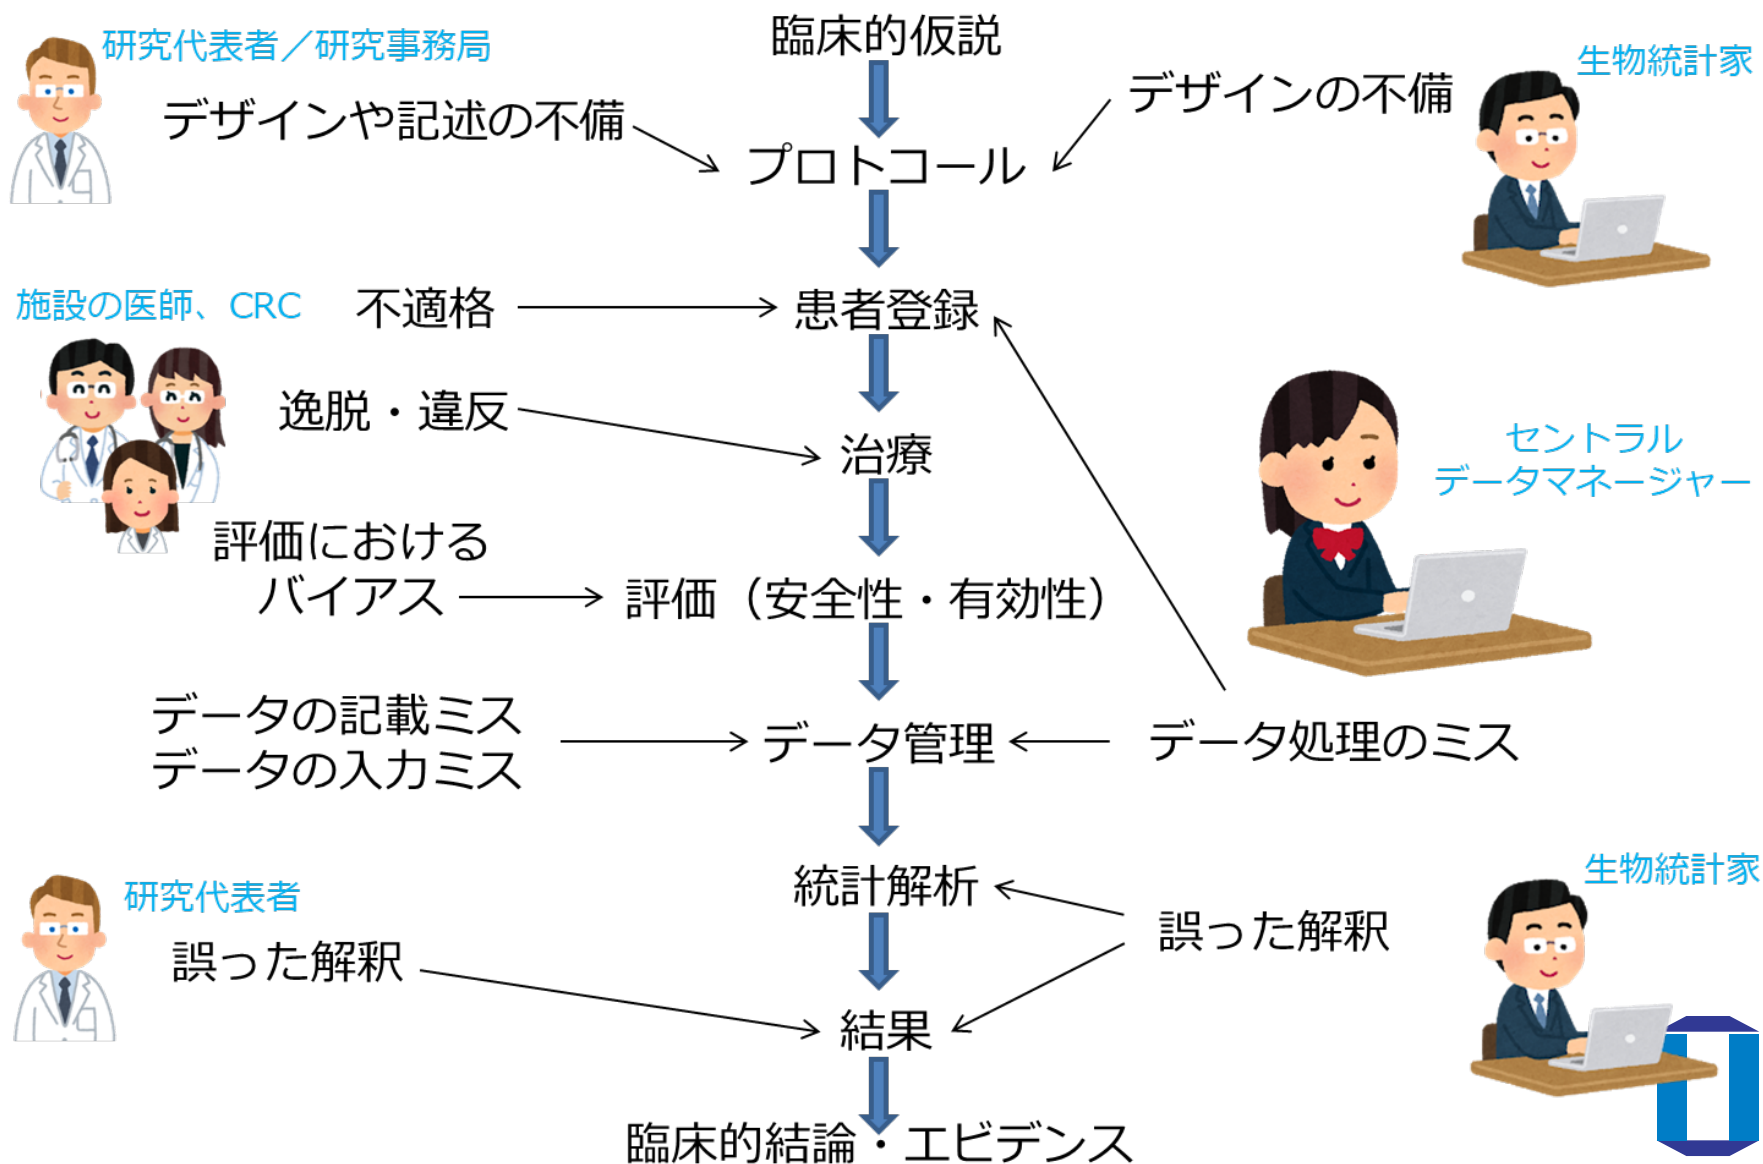 臨床的仮説
研究代表者／研究事務局
生物統計家
デザインや記述の不備
デザインの不備
プロトコール
施設の医師、CRC
不適格
患者登録
逸脱・違反
治療
セントラル
データマネージャー
評価における
バイアス
評価（安全性・有効性）
データの記載ミス
データの入力ミス
データ管理
データ処理のミス
統計解析
生物統計家
研究代表者
誤った解釈
誤った解釈
結果
臨床的結論・エビデンス